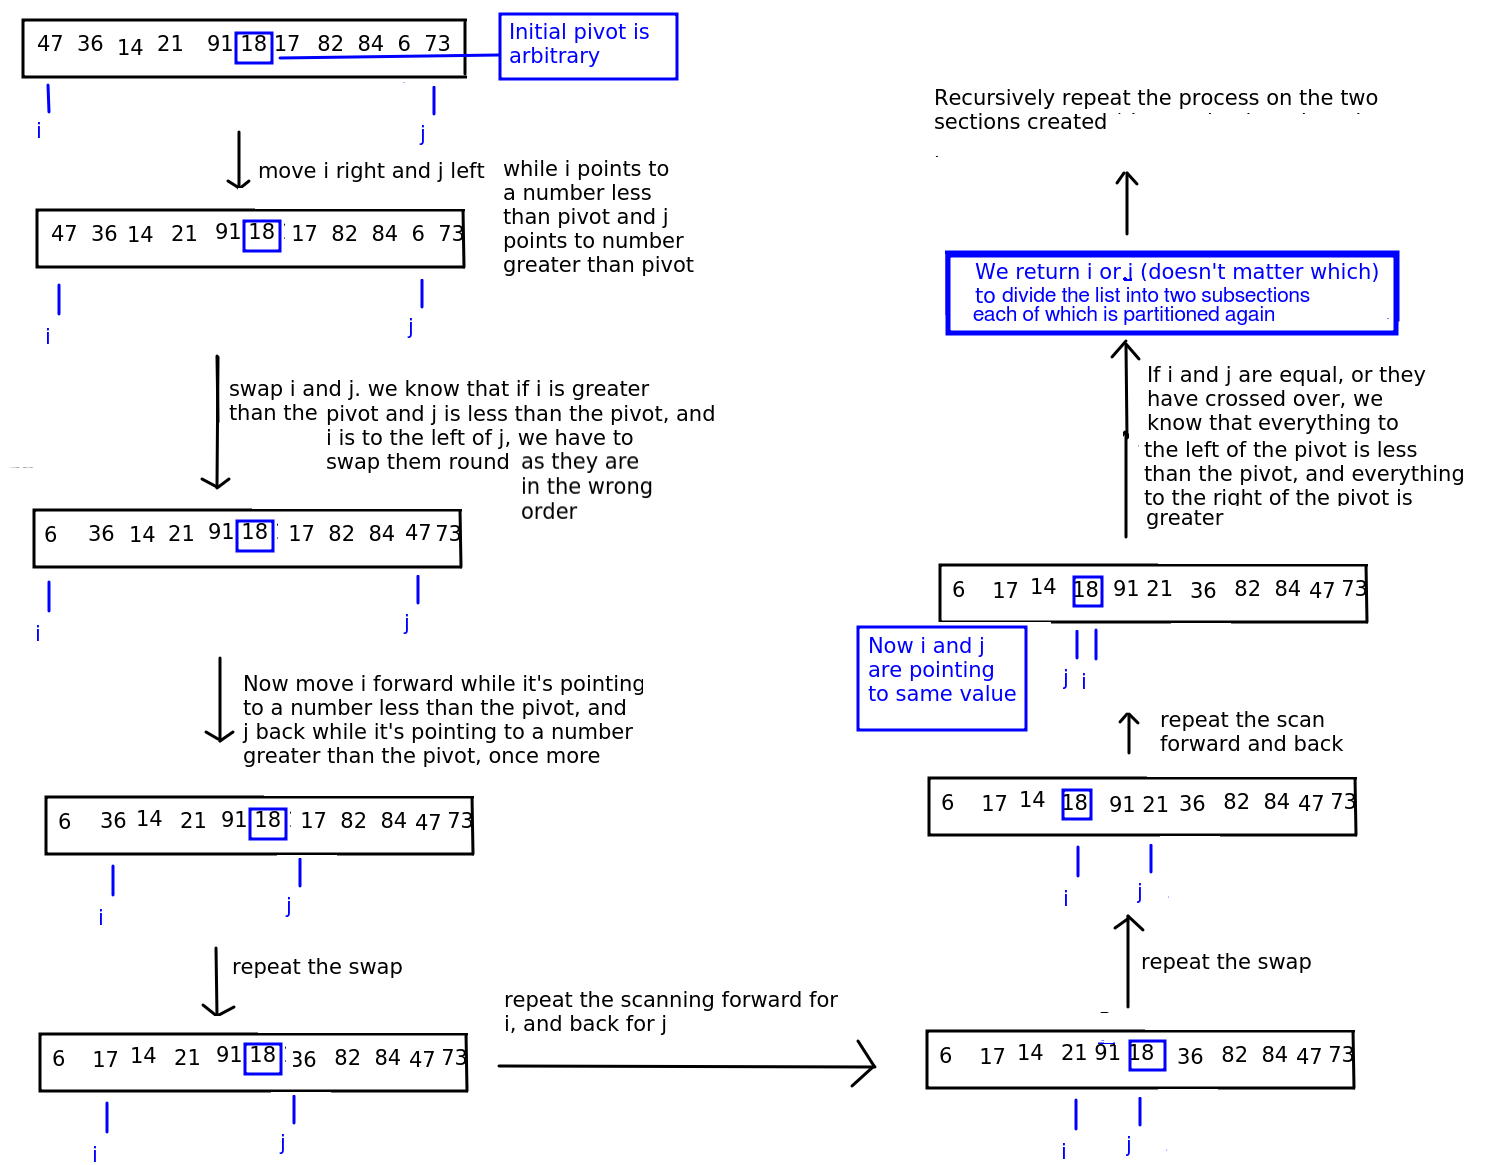 47 36 14 21 91 18 17 82 84 6 73
Initial pivot is
arbitrary
i j
move i right and j left
while i points to
a number less
than pivot and j
points to number
greater than pivot
47 36 14 21 91 18 17 82 84 6 73
i j
swap i and j. we know that if i is greater
than the pivot and j is less than the pivot, and
i is to the left of j, we have to
swap them round as they are
in the wrong
order
6 36 14 21 91 18 17 82 84 47 73
i j
Now move i forward while it's pointing
to a number less than the pivot, and
j back while it's pointing to a number
greater than the pivot, once more
6 36 14 21 91 18 17 82 84 47 73
i j
repeat the swap
6 17 14 21 91 18 36 82 84 47 73
i j
repeat the scanning forward for
i, and back for j
6 17 14 21 91 18 36 82 84 47 73
i j
repeat the swap
6 17 14 18 91 21 36 82 84 47 73
i j
repeat the scan
forward and back
6 17 14 18 91 21 36 82 84 47 73
j i
Now i and j
are pointing
to same value
If i and j are equal, or they
have crossed over, we
know that everything to
the left of the pivot is less
than the pivot, and everything
to the right of the pivot is
greater
We return i or j (doesn't matter which)
to divide the list into two subsections
each of which is partitioned again
Recursively repeat the process on the two
sections created